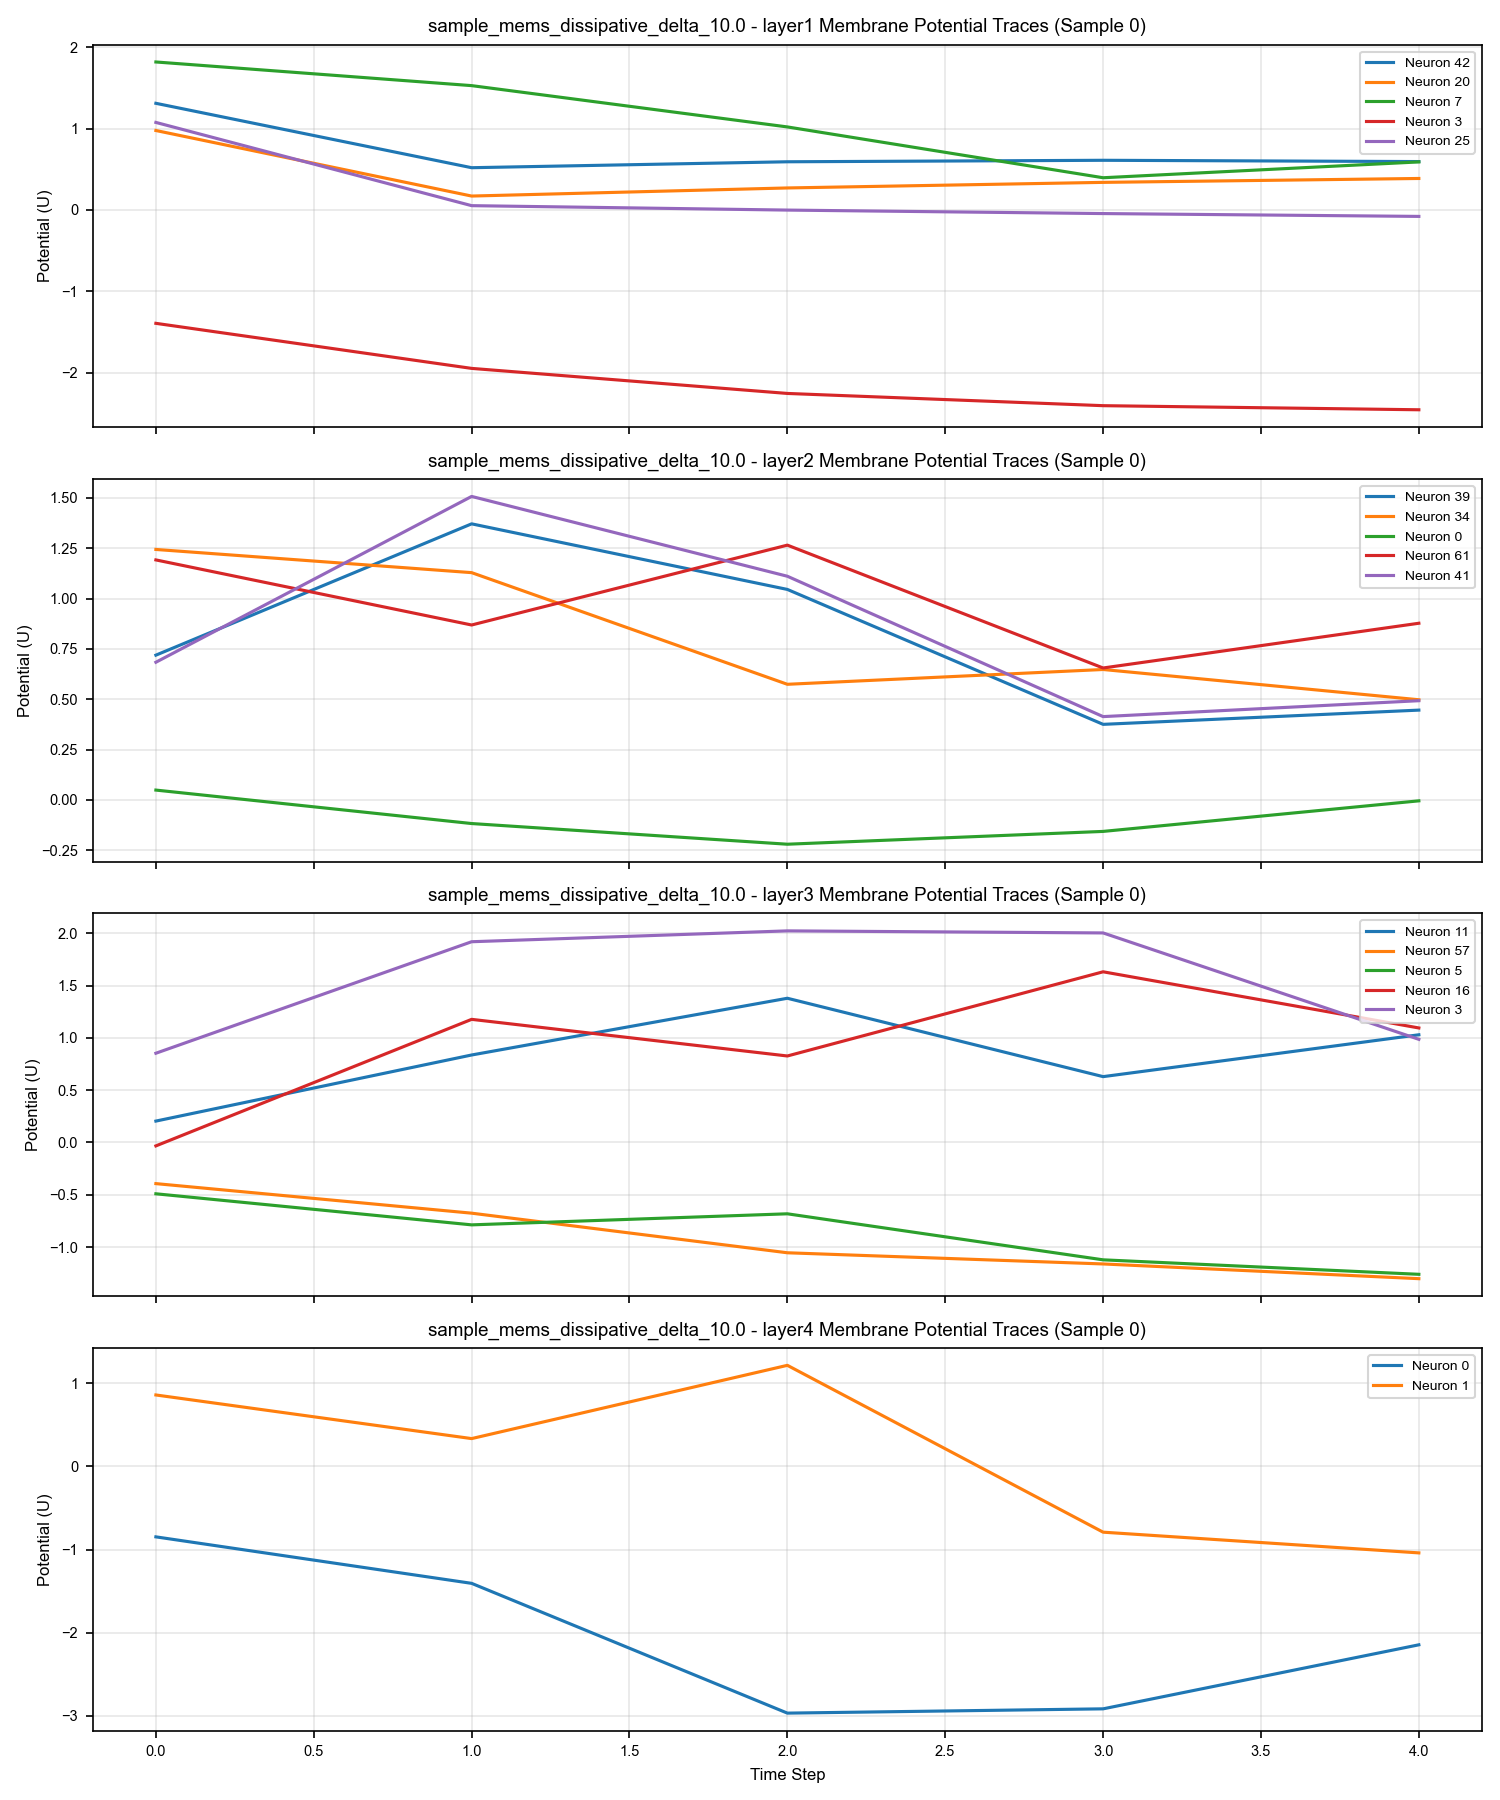 sample_mems_dissipative_delta_10.0 - layer1 Membrane Potential Traces (Sample 0)
2
1
0
−1
−2
Potential (U)
Neuron 42
Neuron 20
Neuron 7
Neuron 3
Neuron 25
sample_mems_dissipative_delta_10.0 - layer2 Membrane Potential Traces (Sample 0)
1.50
1.25
1.00
0.75
0.50
0.25
0.00
−0.25
Potential (U)
Neuron 39
Neuron 34
Neuron 0
Neuron 61
Neuron 41
sample_mems_dissipative_delta_10.0 - layer3 Membrane Potential Traces (Sample 0)
2.0
1.5
1.0
0.5
0.0
−0.5
−1.0
Potential (U)
Neuron 11
Neuron 57
Neuron 5
Neuron 16
Neuron 3
sample_mems_dissipative_delta_10.0 - layer4 Membrane Potential Traces (Sample 0)
1
0
−1
−2
−3
Potential (U)
Neuron 0
Neuron 1
0.0 0.5 1.0 1.5 2.0 2.5 3.0 3.5 4.0
Time Step